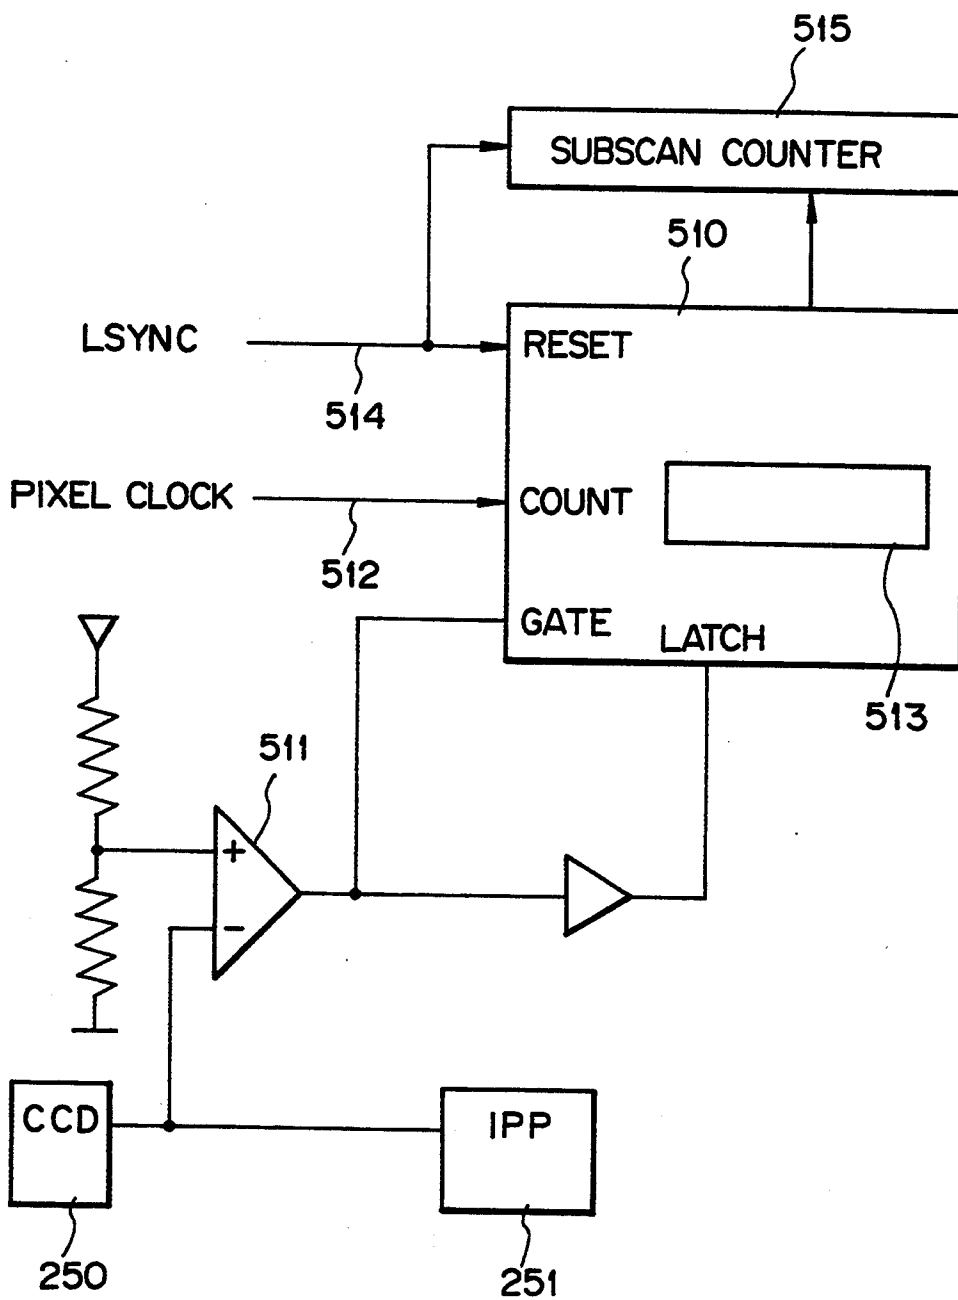 515
SUBSCAN COUNTER
510
LSYNC
RESET
514
PIXEL CLOCK
COUNT
512
GATE
LATCH
513
511
+
-
CCD
IPP
250
251